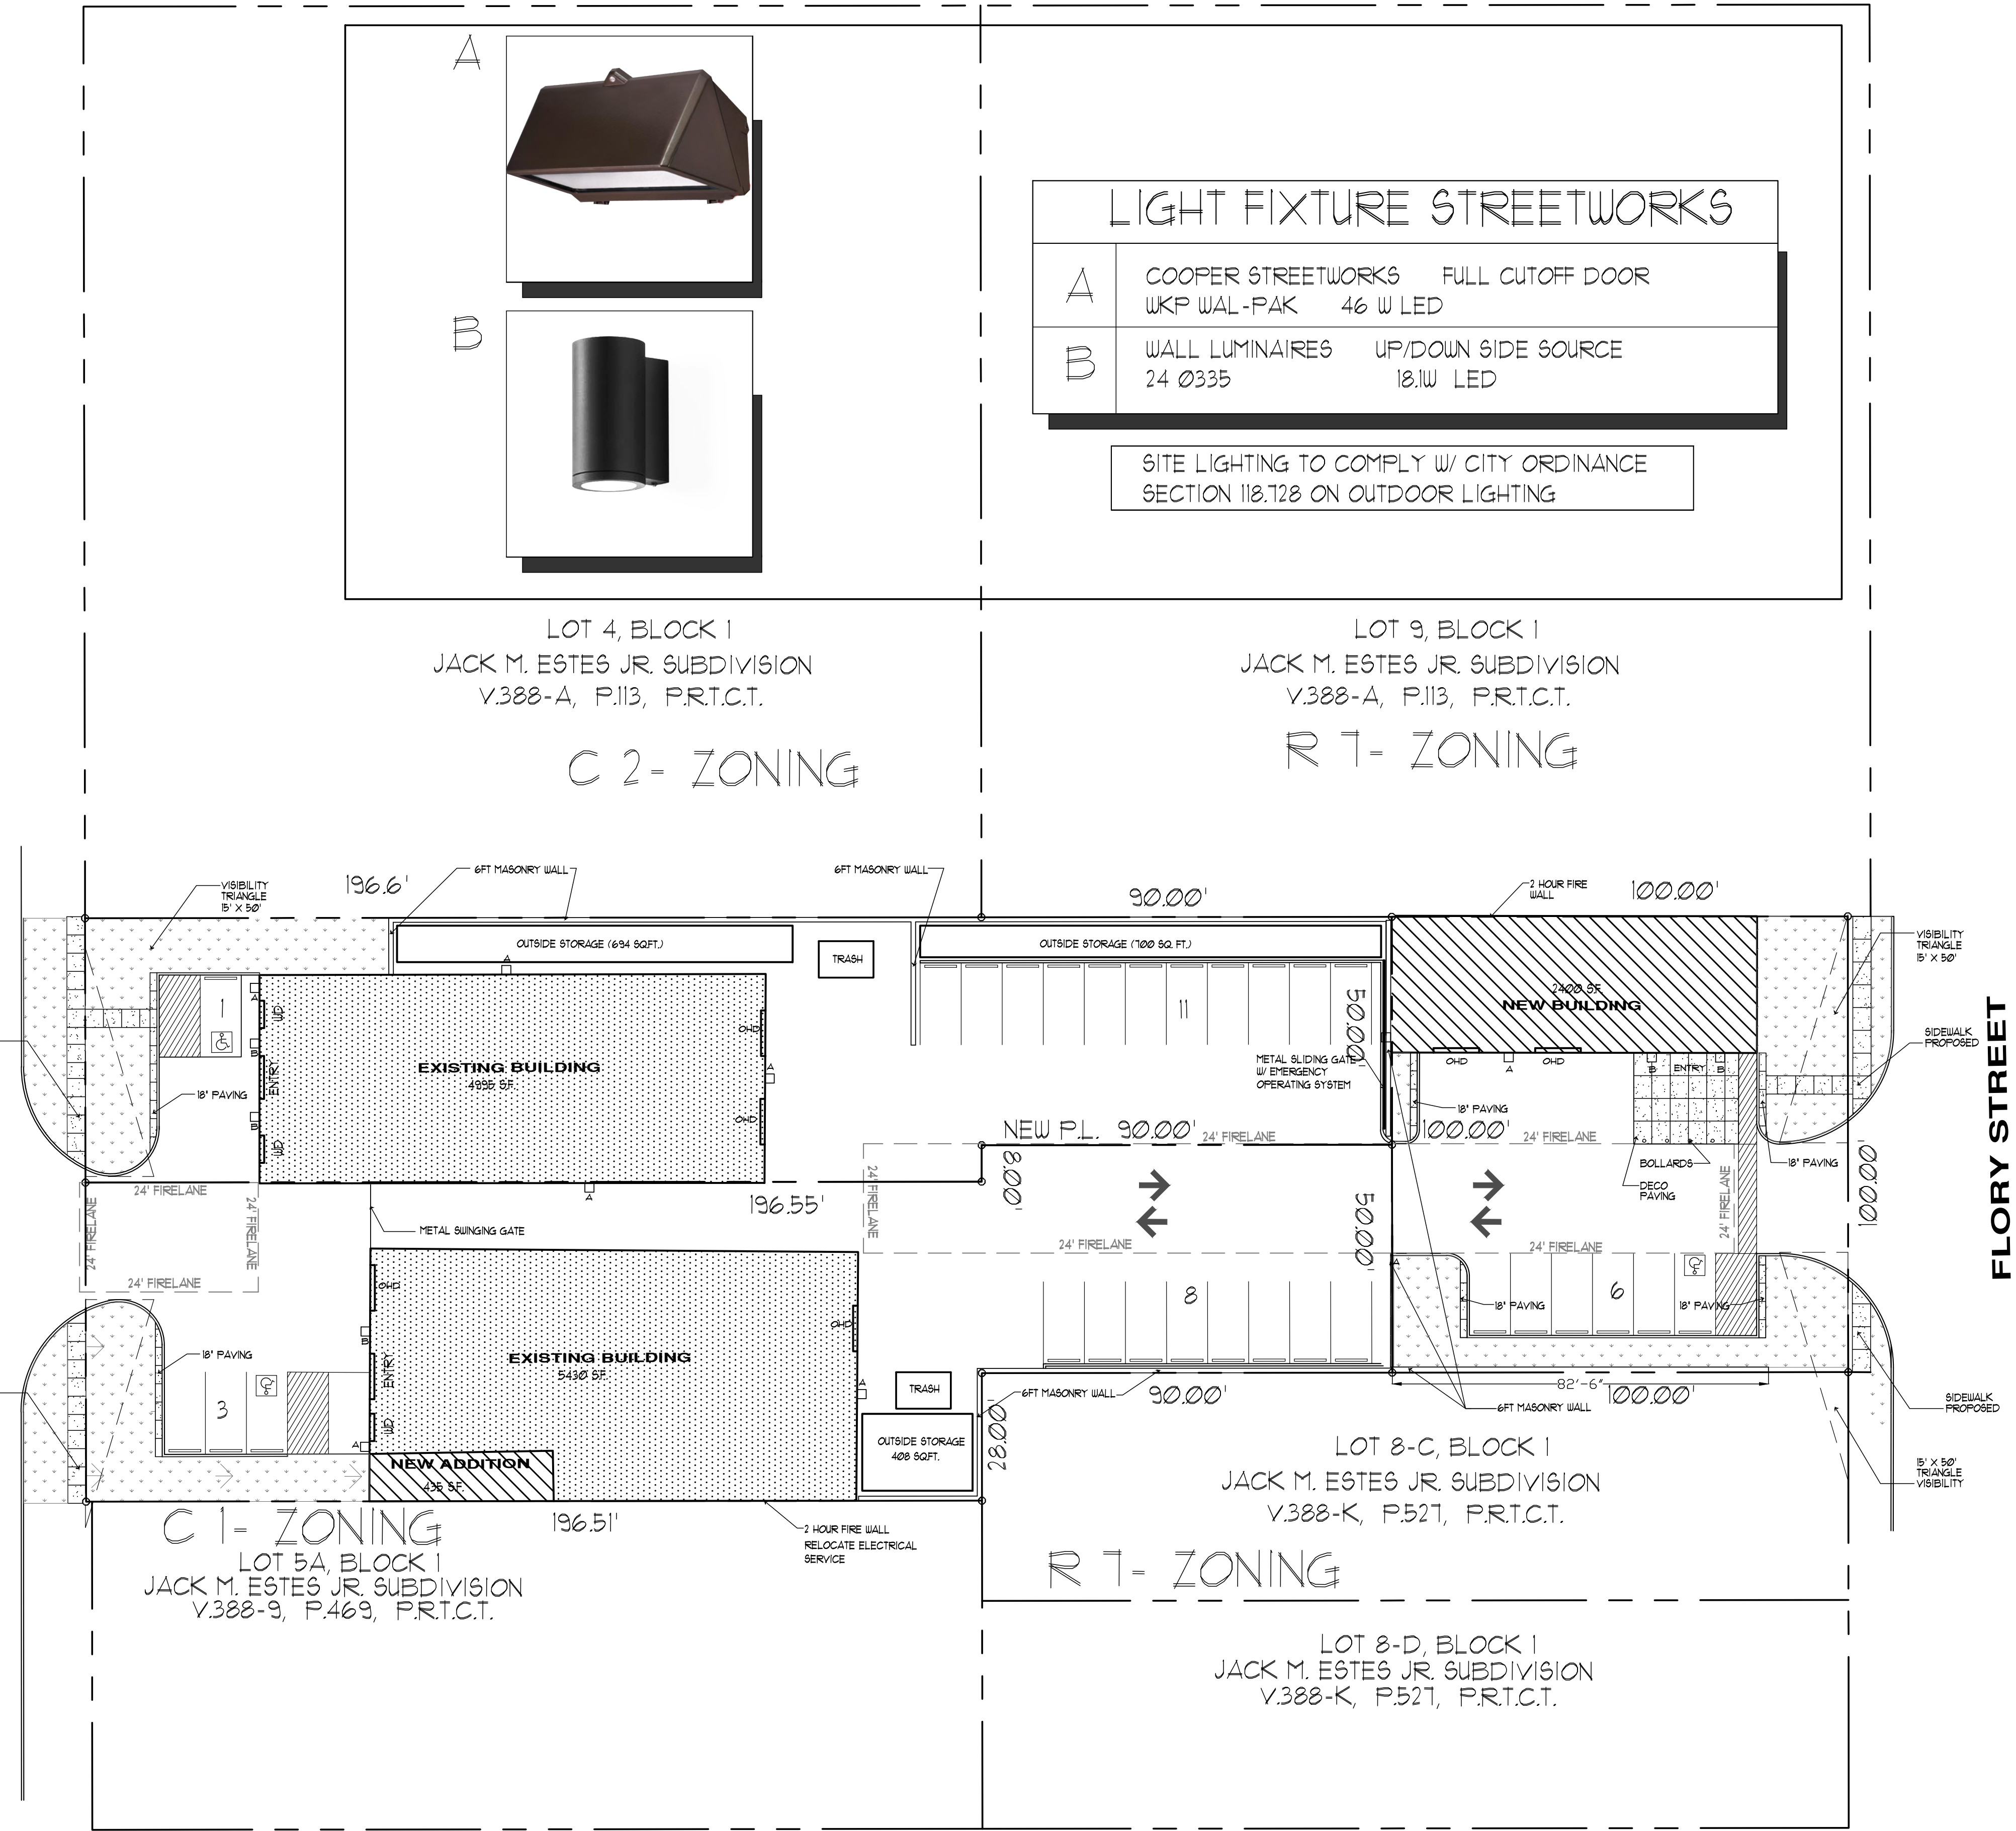 A
B
LIGHT FIXTURE STREETWORKS
A
COOPER STREETWORKS FULL CUTOFF DOOR
WKP WAL-PAK 46 W LED
B
WALL LUMINAIRES UP/DOWN SIDE SOURCE
24 0335 18.1W LED
SITE LIGHTING TO COMPLY W/ CITY ORDINANCE
SECTION 118.728 ON OUTDOOR LIGHTING
LOT 4, BLOCK 1
JACK M. ESTES JR. SUBDIVISION
V.388-A, P.113, P.R.T.C.T.
C 2- ZONING
LOT 9, BLOCK 1
JACK M. ESTES JR. SUBDIVISION
V.388-A, P.113, P.R.T.C.T.
R 7- ZONING
VISIBILITY
TRIANGLE
15' X 50'
196.6'
6FT MASONRY WALL
6FT MASONRY WALL
90.00'
2 HOUR FIRE
WALL
100.00'
OUTSIDE STORAGE (694 SQ.FT.)
TRASH
OUTSIDE STORAGE (700 SQ. FT.)
VISIBILITY
TRIANGLE
15' X 50'
A
1
A
WD
B
ENTRY
B
WD
18" PAVING
EXISTING BUILDING
4995 S.F.
OHD
A
OHD
A
11
50.00'
2400 S.F.
NEW BUILDING
METAL SLIDING GATE
W/ EMERGENCY
OPERATING SYSTEM
OHD
A
OHD
B
ENTRY
B
SIDEWALK
PROPOSED
18" PAVING
NEW P.L. 90.00'
24' FIRELANE
100.00'
24' FIRELANE
BOLLARDS
DECO
PAVING
18" PAVING
100.00'
FLORY STREET
24' FIRELANE
24' FIRELANE
24' FIRELANE
24' FIRELANE
METAL SWINGING GATE
196.55'
24' FIRELANE
8.00'
50.00'
24' FIRELANE
24' FIRELANE
24' FIRELANE
A
8
18" PAVING
6
18" PAVING
18" PAVING
3
OHD
B
ENTRY
WD
A
EXISTING BUILDING
5430 S.F.
OHD
A
TRASH
OUTSIDE STORAGE
408 SQ.FT.
28.00'
6FT MASONRY WALL
90.00'
82'-6"
100.00'
6FT MASONRY WALL
SIDEWALK
PROPOSED
15' X 50'
TRIANGLE
VISIBILITY
NEW ADDITION
435 S.F.
C 1- ZONING
196.51'
2 HOUR FIRE WALL
RELOCATE ELECTRICAL
SERVICE
LOT 5A, BLOCK 1
JACK M. ESTES JR. SUBDIVISION
V.388-9, P.469, P.R.T.C.T.
LOT 8-C, BLOCK 1
JACK M. ESTES JR. SUBDIVISION
V.388-K, P.527, P.R.T.C.T.
R 7- ZONING
LOT 8-D, BLOCK 1
JACK M. ESTES JR. SUBDIVISION
V.388-K, P.527, P.R.T.C.T.